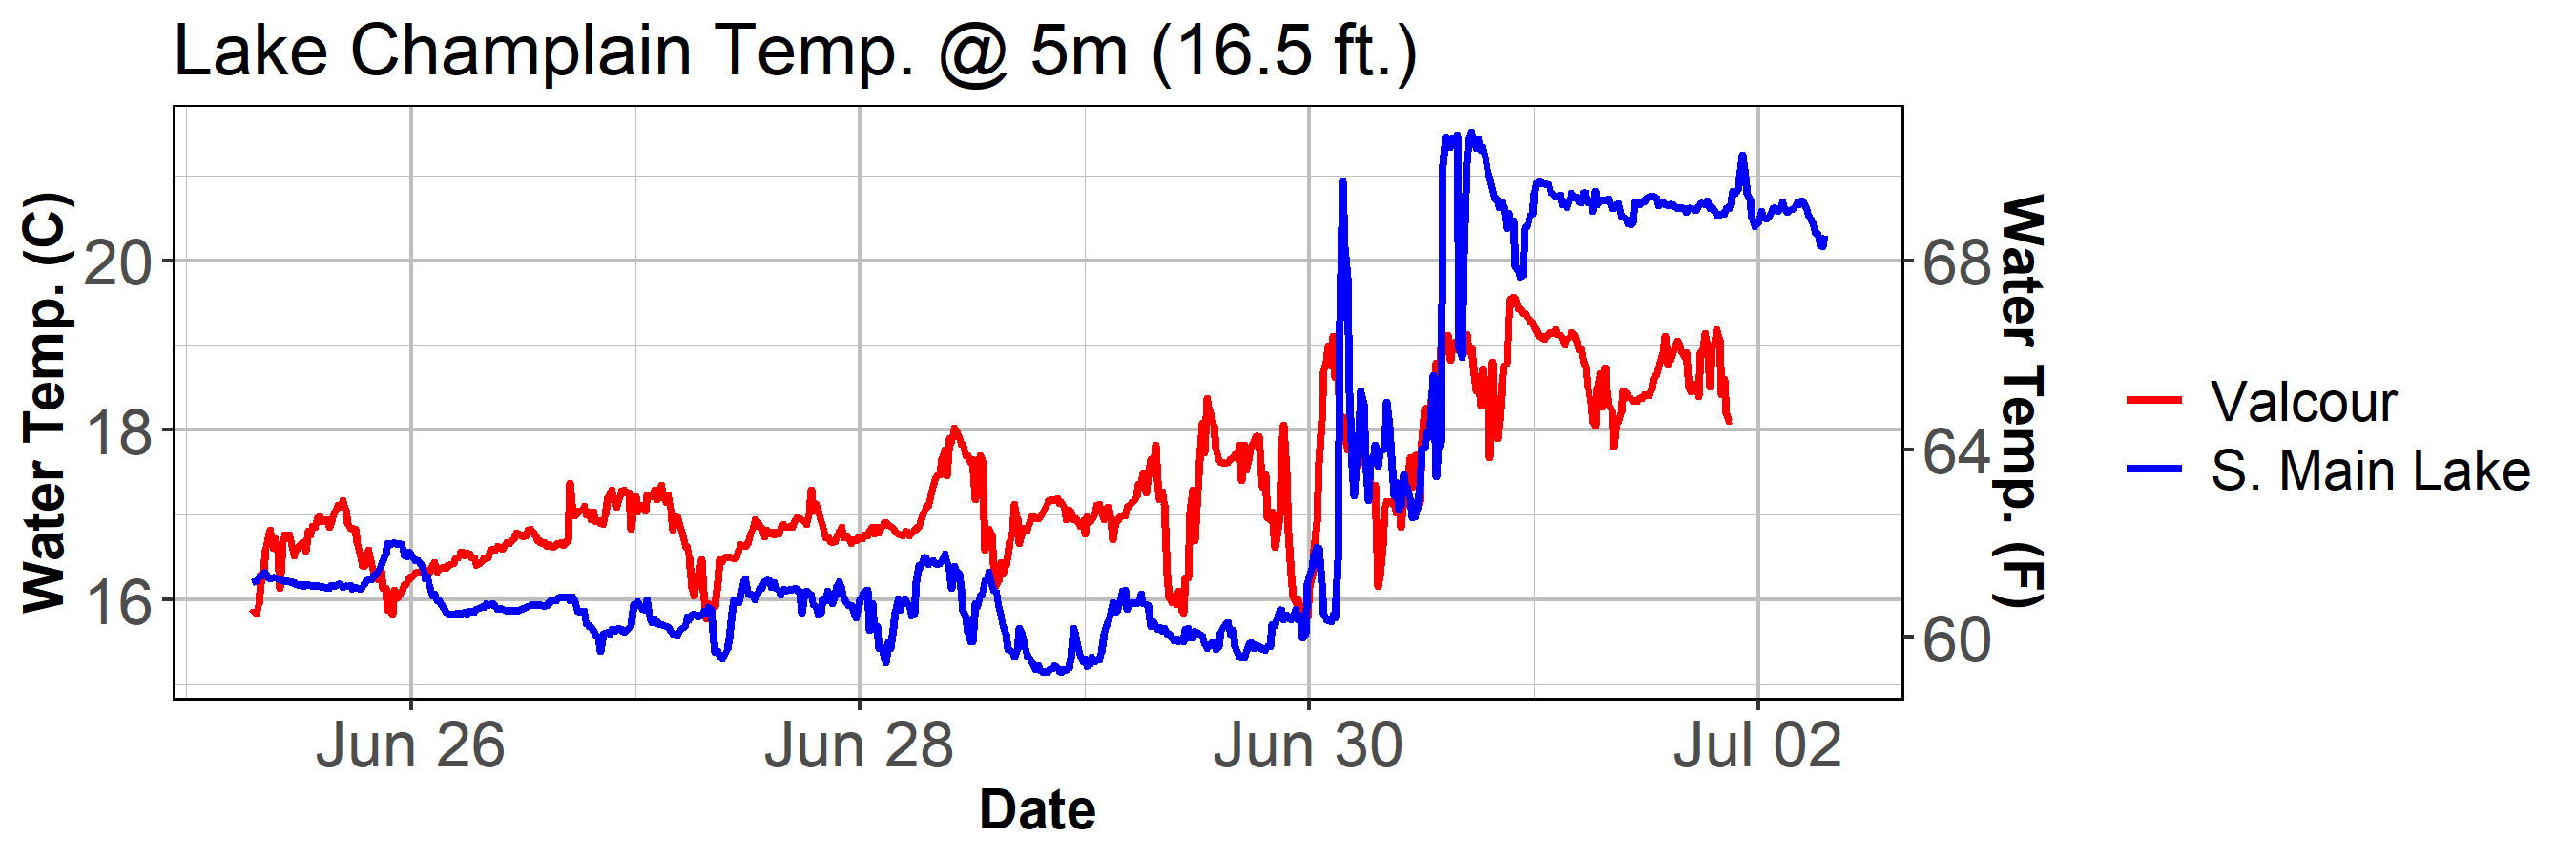 Lake Champlain Temp. @ 5m (16.5 ft.)
Water Temp. (C)
20
18
16
68
64
60
Water Temp. (F)
Jun 26
Jun 28
Jun 30
Jul 02
Date
Valcour
S. Main Lake